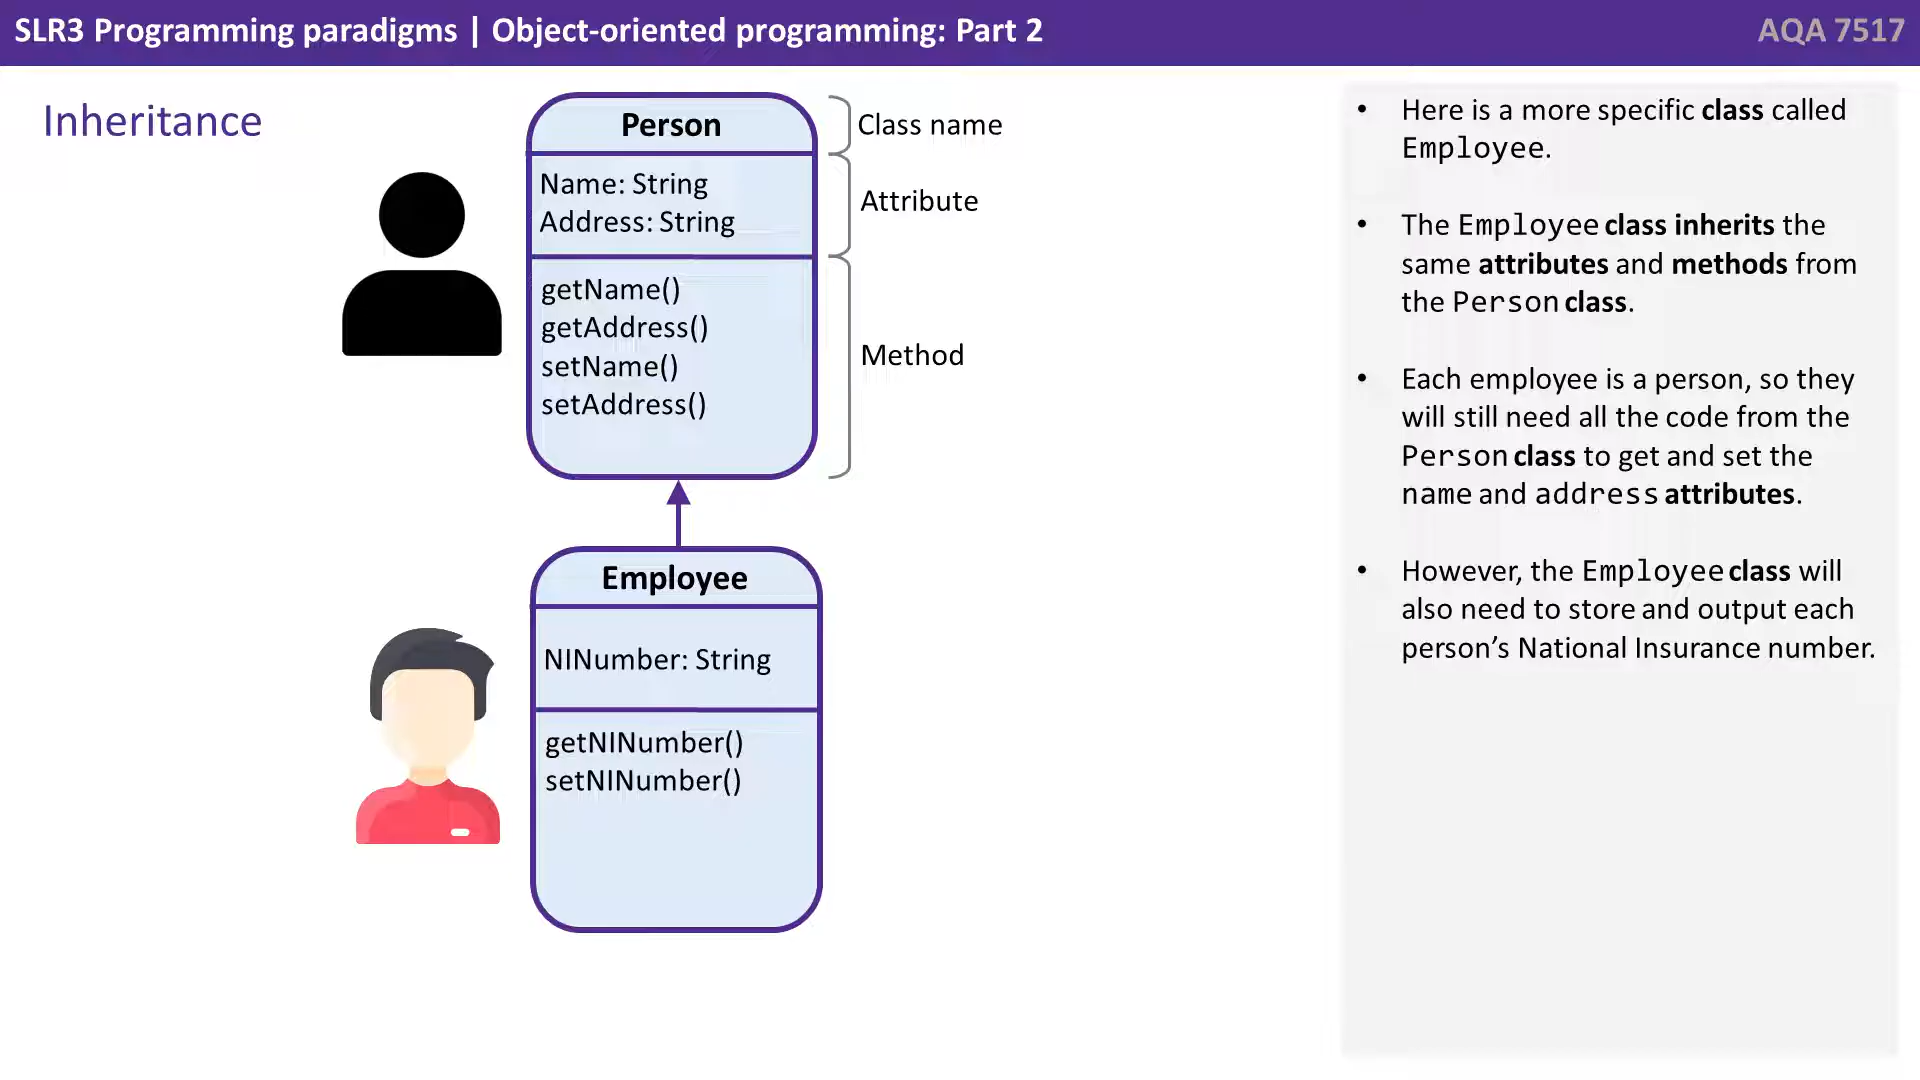 SLR3 Programming paradigms | Object-oriented programming: Part 2
AQA 7517
Inheritance
Person
Class name
Name: String
Address: String
Attribute
getName()
getAddress()
setName()
setAddress()
Method
Employee
NINumber: String
getNINumber()
setNINumber()
• Here is a more specific class called
Employee.
• The Employee class inherits the
same attributes and methods from
the Person class.
• Each employee is a person, so they
will still need all the code from the
Person class to get and set the
name and address attributes.
• However, the Employee class will
also need to store and output each
person’s National Insurance number.